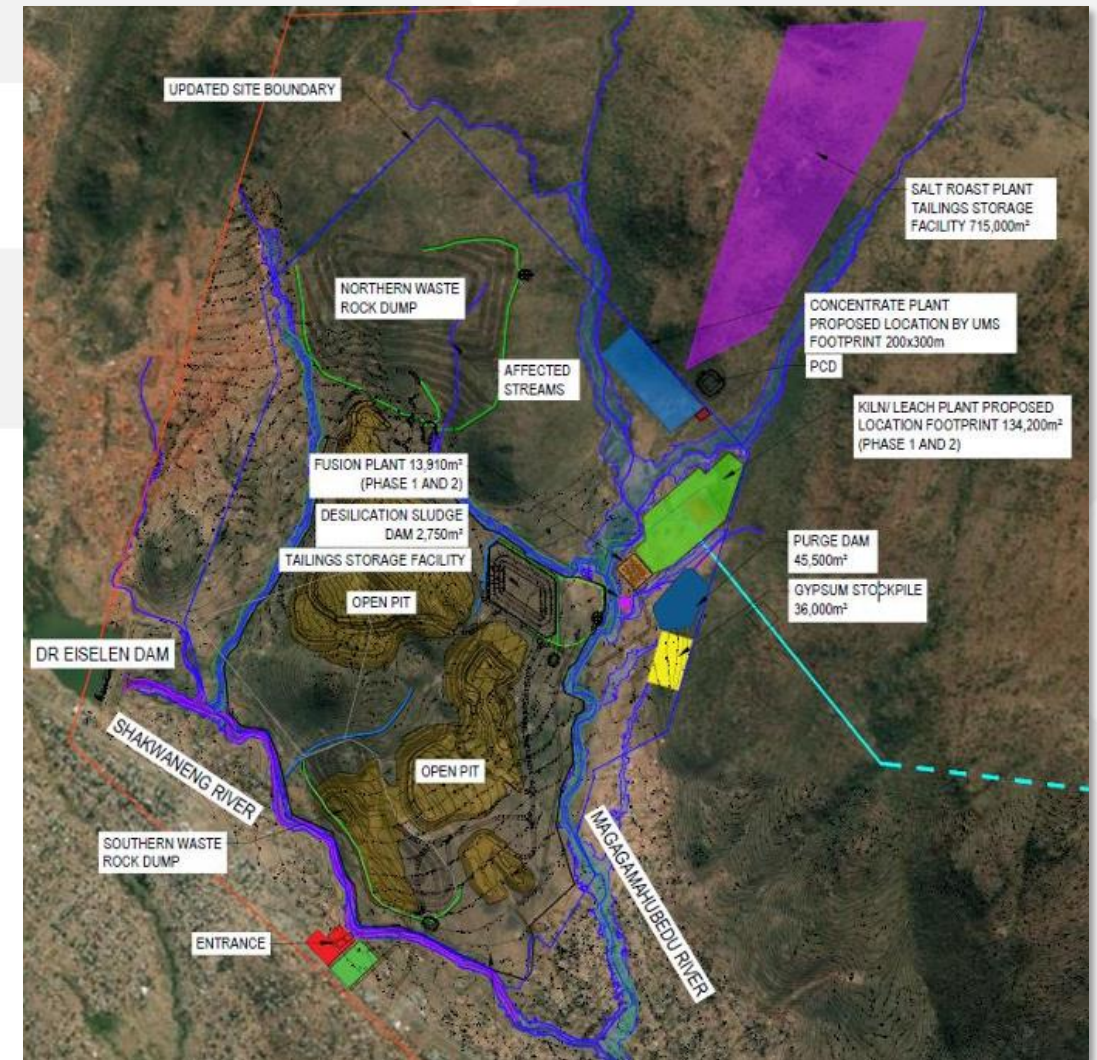 UPDATED SITE BOUNDARY
SALT ROAST PLANT
TAILINGS STORAGE
FACILITY 715,000m²
NORTHERN WASTE
ROCK DUMP
CONCENTRATE PLANT
PROPOSED LOCATION BY UMS
FOOTPRINT 200x300m
PCD
AFFECTED
STREAMS
KILN/ LEACH PLANT PROPOSED
LOCATION FOOTPRINT 134,200m²
(PHASE 1 AND 2)
FUSION PLANT 13,910m²
(PHASE 1 AND 2)
DESILICATION SLUDGE
DAM 2,750m²
TAILINGS STORAGE FACILITY
PURGE DAM
45,500m²
GYPSUM STOCKPILE
36,000m²
OPEN PIT
DR EISELEN DAM
SHAKWANENG RIVER
OPEN PIT
MAGAGAMAHUBEDU RIVER
SOUTHERN WASTE
ROCK DUMP
ENTRANCE